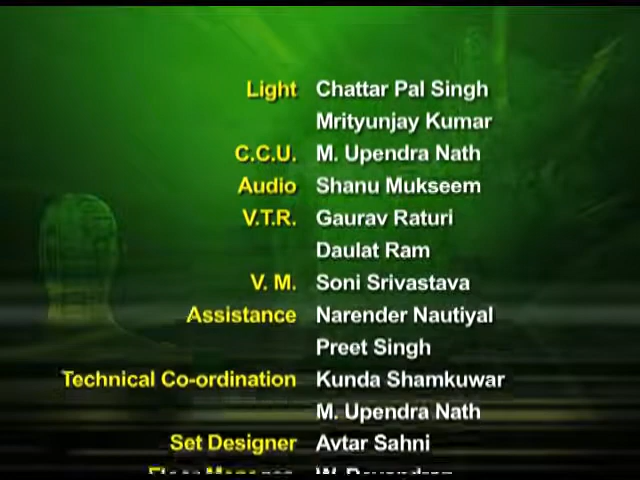 Light Chattar Pal Singh
Mrityunjay Kumar
C.C.U. M. Upendra Nath
Audio Shanu Mukseem
V.T.R. Gaurav Raturi
Daulat Ram
V. M. Soni Srivastava
Assistance Narender Nautiyal
Preet Singh
Technical Co-ordination Kunda Shamkuwar
M. Upendra Nath
Set Designer Avtar Sahni